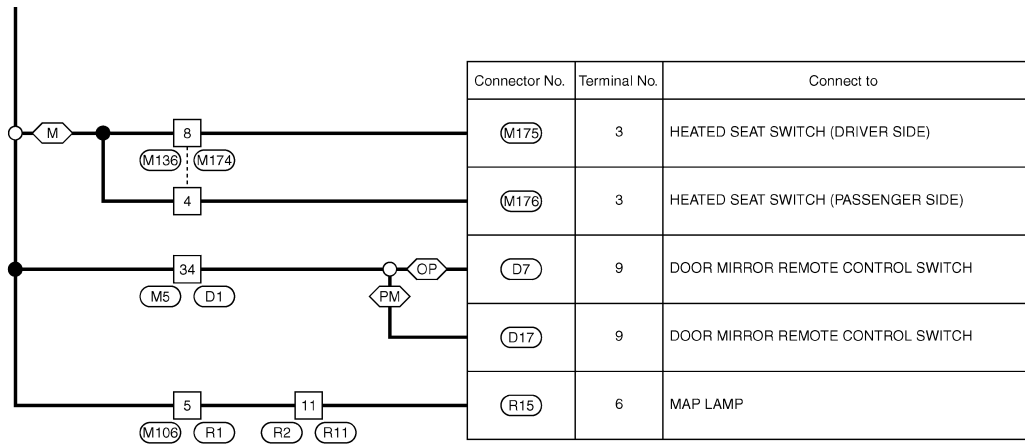 Connector No. Terminal No. Connect to
M 8 M175 3 HEATED SEAT SWITCH (DRIVER SIDE)
M136 M174
4 M176 3 HEATED SEAT SWITCH (PASSENGER SIDE)
34 OP D7 9 DOOR MIRROR REMOTE CONTROL SWITCH
M5 D1 PM
D17 9 DOOR MIRROR REMOTE CONTROL SWITCH
5 11 R15 6 MAP LAMP
M106 R1 R2 R11